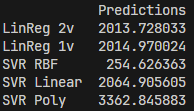 Predictions
LinReg 2v 2013.728033
LinReg 1v 2014.970024
SVR RBF 254.626363
SVR Linear 2064.905605
SVR Poly 3362.845883